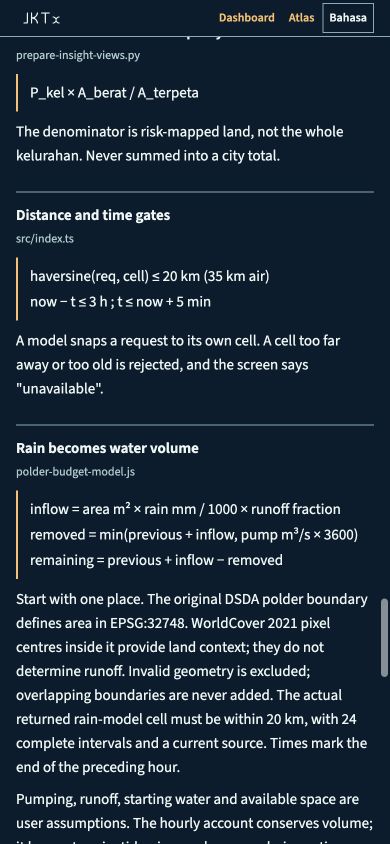 JKTx
Dashboard Atlas Bahasa
prepare-insight-views.py
P_kel × A_berat / A_terpeta
The denominator is risk-mapped land, not the whole
kelurahan. Never summed into a city total.
Distance and time gates
src/index.ts
haversine(req, cell) ≤ 20 km (35 km air)
now − t ≤ 3 h ; t ≤ now + 5 min
A model snaps a request to its own cell. A cell too far
away or too old is rejected, and the screen says
"unavailable".
Rain becomes water volume
polder-budget-model.js
inflow = area m² × rain mm / 1000 × runoff fraction
removed = min(previous + inflow, pump m³/s × 3600)
remaining = previous + inflow − removed
Start with one place. The original DSDA polder boundary
defines area in EPSG:32748. WorldCover 2021 pixel
centres inside it provide land context; they do not
determine runoff. Invalid geometry is excluded;
overlapping boundaries are never added. The actual
returned rain-model cell must be within 20 km, with 24
complete intervals and a current source. Times mark the
end of the preceding hour.
Pumping, runoff, starting water and available space are
user assumptions. The hourly account conserves volume;